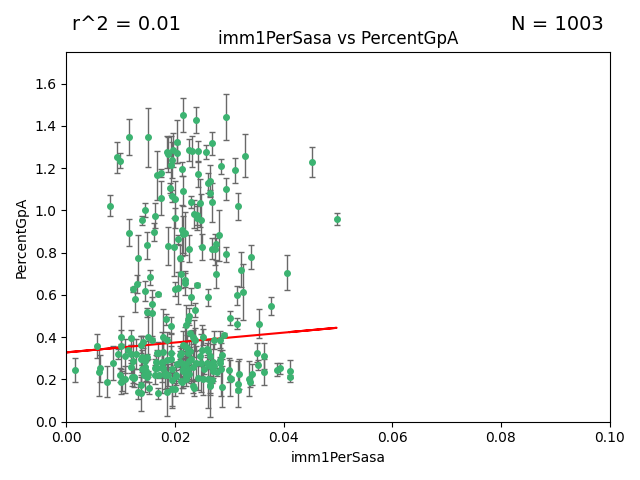 r^2 = 0.01
N = 1003
imm1PerSasa vs PercentGpA
PercentGpA
1.6
1.4
1.2
1.0
0.8
0.6
0.4
0.2
0.0
0.00 0.02 0.04 0.06 0.08 0.10
imm1PerSasa